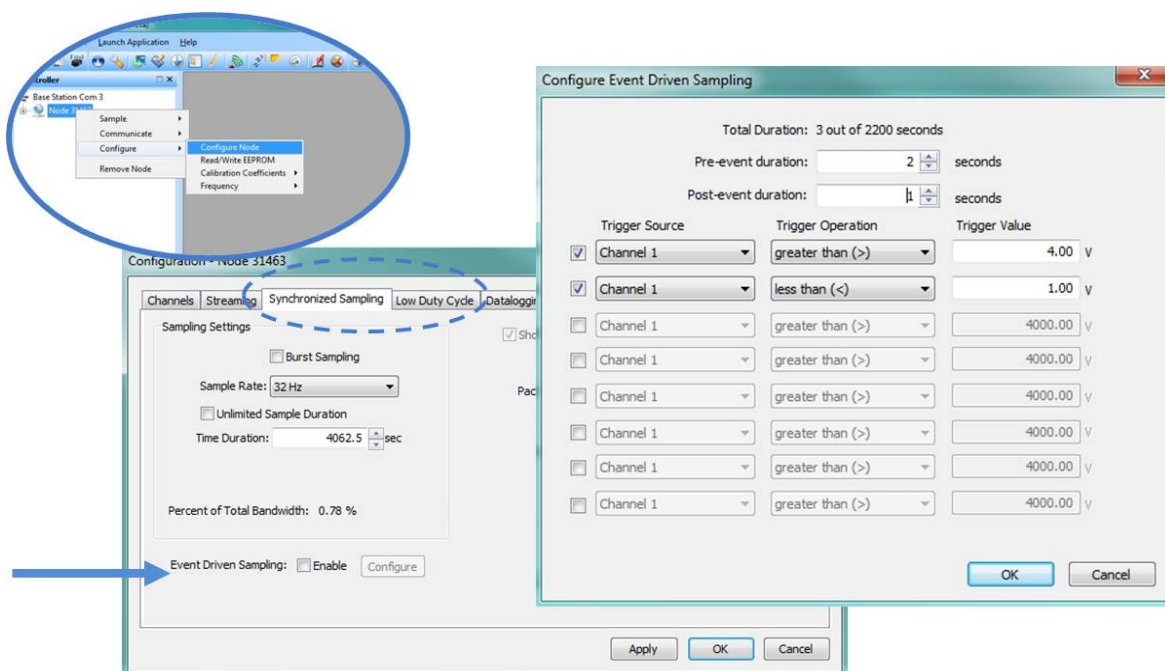 Launch Application Help
Base Station Com 3
Node 31463
Sample
Communicate
Configure
Remove Node
Configure Node
Read/Write EEPROM
Calibration Coefficients
Frequency
Configuration - Node 31463
Channels Streaming Synchronized Sampling Low Duty Cycle
Sampling Settings
Burst Sampling
Sample Rate: 32 Hz
Unlimited Sample Duration
Time Duration: 4062.5 sec
Percent of Total Bandwidth: 0.78 %
Event Driven Sampling: Enable Configure
Apply OK Cancel
Configure Event Driven Sampling
Total Duration: 3 out of 2200 seconds
Pre-event duration: 2 seconds
Post-event duration: 1 seconds
Trigger Source Trigger Operation Trigger Value
Channel 1 greater than (>) 4.00 V
Channel 1 less than (<) 1.00 V
Channel 1 greater than (>) 4000.00 V
Channel 1 greater than (>) 4000.00 V
Channel 1 greater than (>) 4000.00 V
Channel 1 greater than (>) 4000.00 V
Channel 1 greater than (>) 4000.00 V
Channel 1 greater than (>) 4000.00 V
OK Cancel